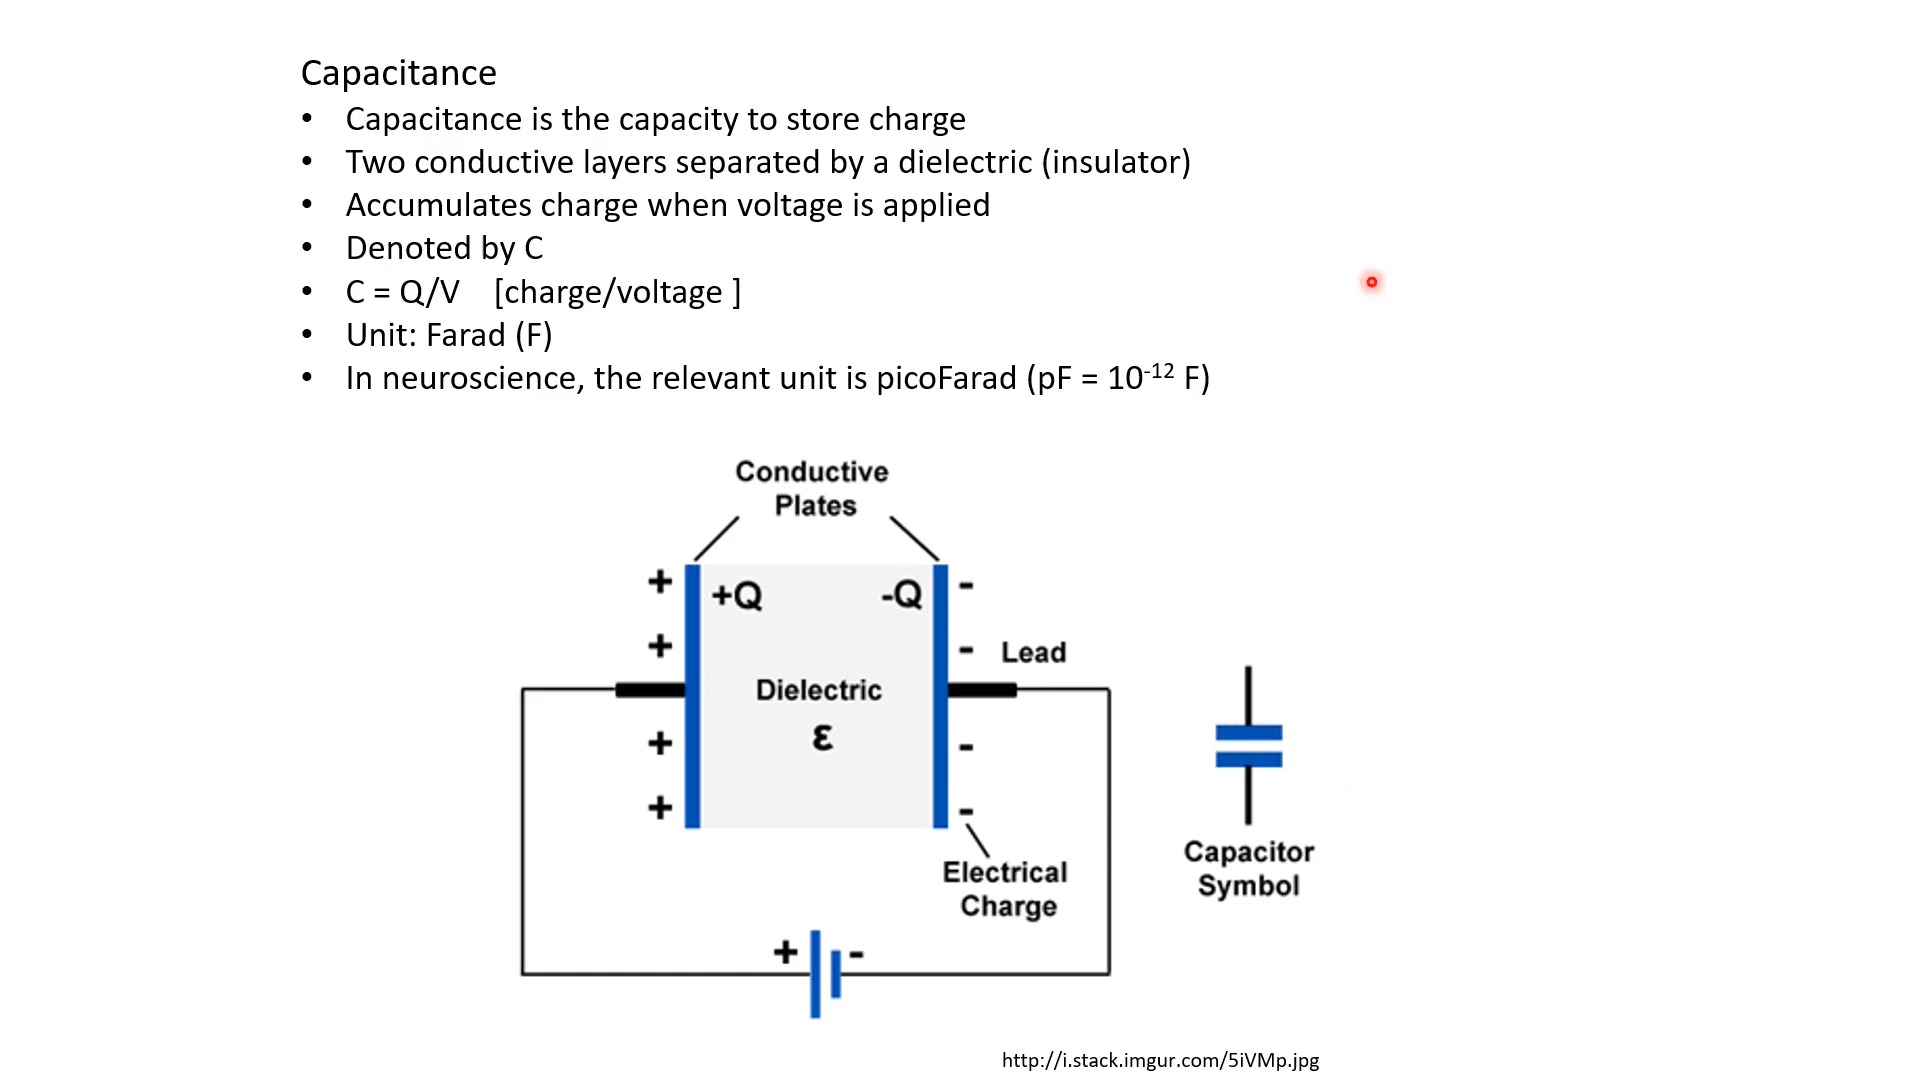 Capacitance
• Capacitance is the capacity to store charge
• Two conductive layers separated by a dielectric (insulator)
• Accumulates charge when voltage is applied
• Denoted by C
• C = Q/V [charge/voltage ]
• Unit: Farad (F)
• In neuroscience, the relevant unit is picoFarad (pF = 10⁻¹² F)
Conductive
Plates
+ +Q -Q -
+ - Lead
Dielectric
ε
+ -
+ -
Electrical
Charge
Capacitor
Symbol
+ -
http://i.stack.imgur.com/5iVMp.jpg